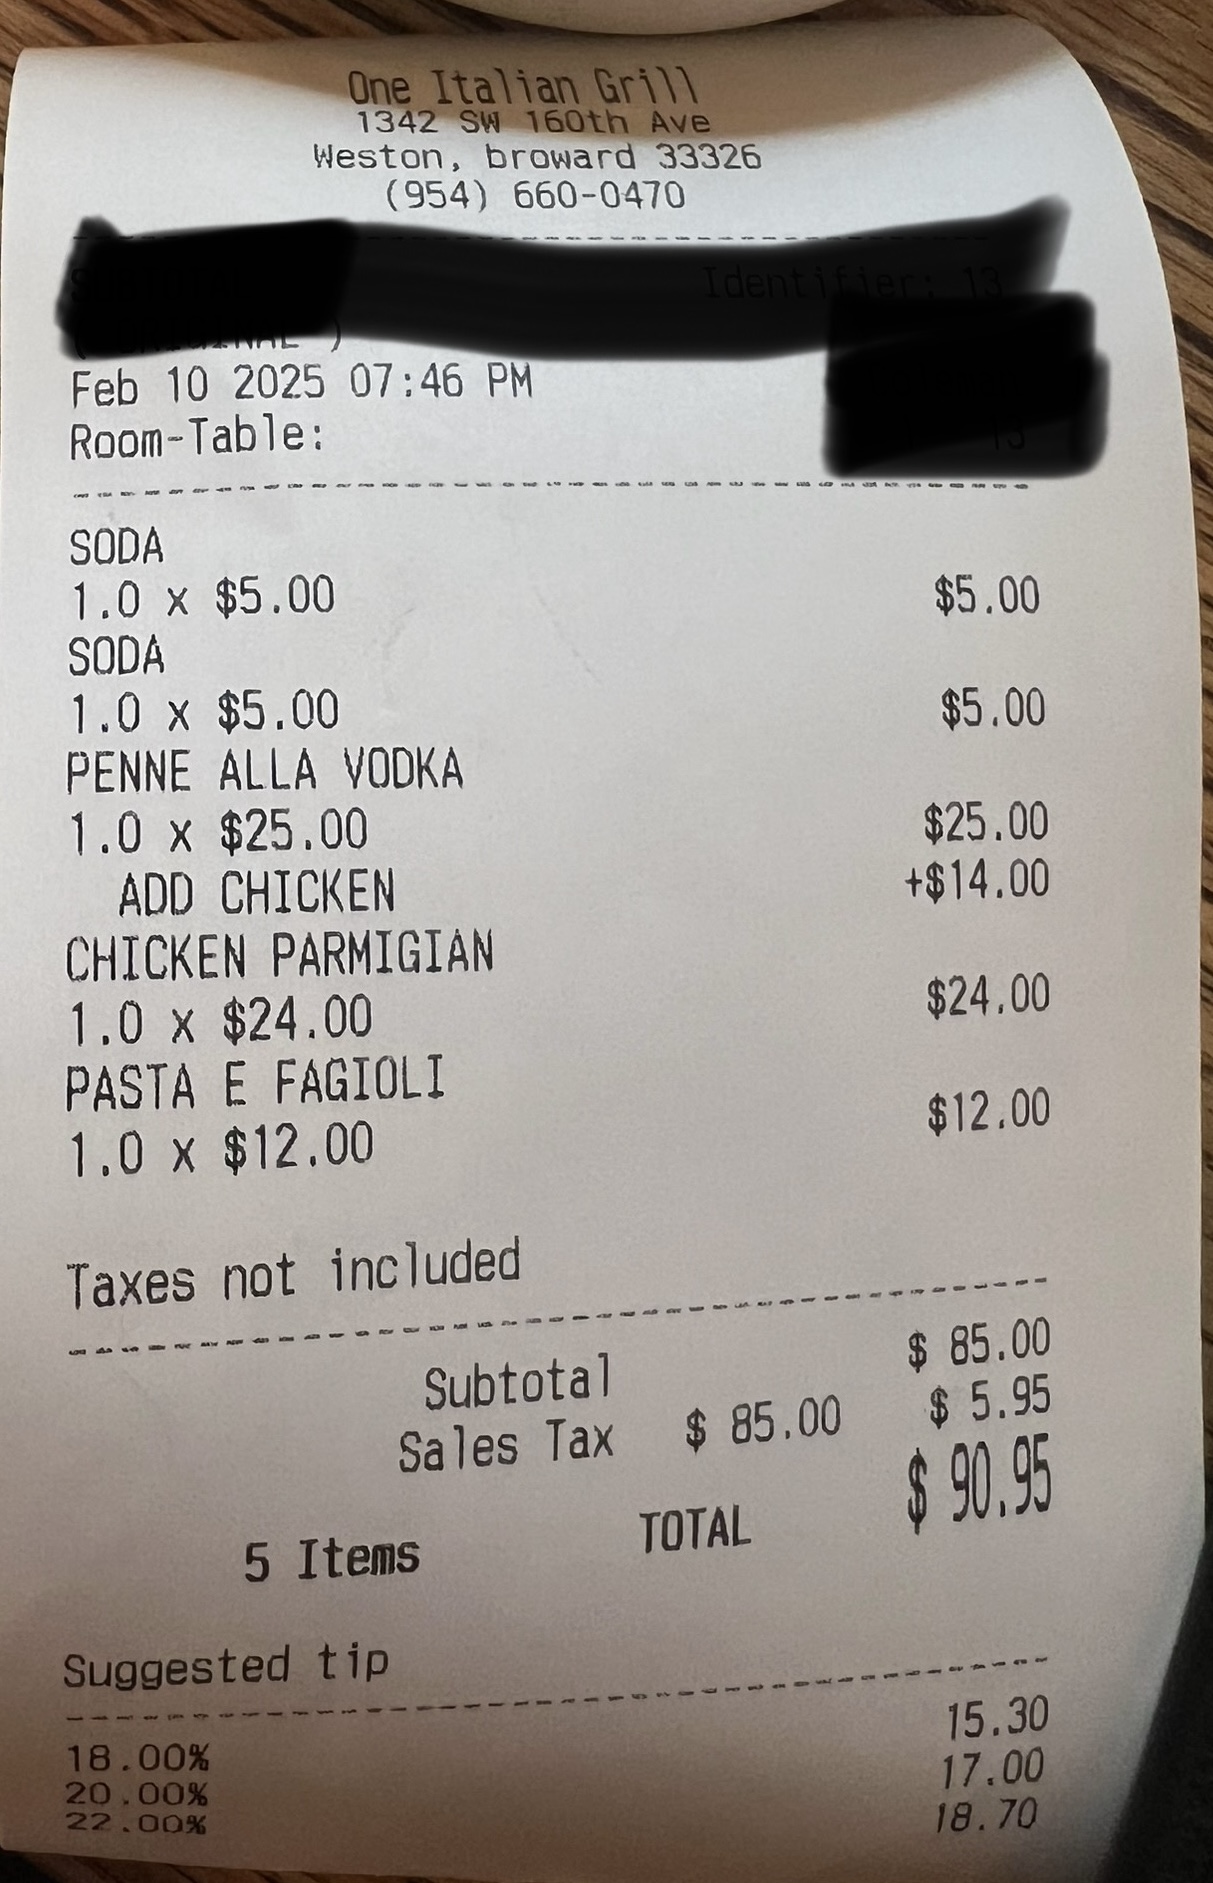 One Italian Grill
1342 SW 160th Ave
Weston, broward 33326
(954) 660-0470
SUBTOTAL Identifier: 13
( ORIGINAL )
Feb 10 2025 07:46 PM
Room-Table: 13
SODA
1.0 x $5.00 $5.00
SODA
1.0 x $5.00 $5.00
PENNE ALLA VODKA
1.0 x $25.00 $25.00
ADD CHICKEN +$14.00
CHICKEN PARMIGIAN
1.0 x $24.00 $24.00
PASTA E FAGIOLI
1.0 x $12.00 $12.00
Taxes not included
Subtotal $ 85.00
Sales Tax $ 85.00 $ 5.95
5 Items TOTAL $ 90.95
Suggested tip
18.00% 15.30
20.00% 17.00
22.00% 18.70